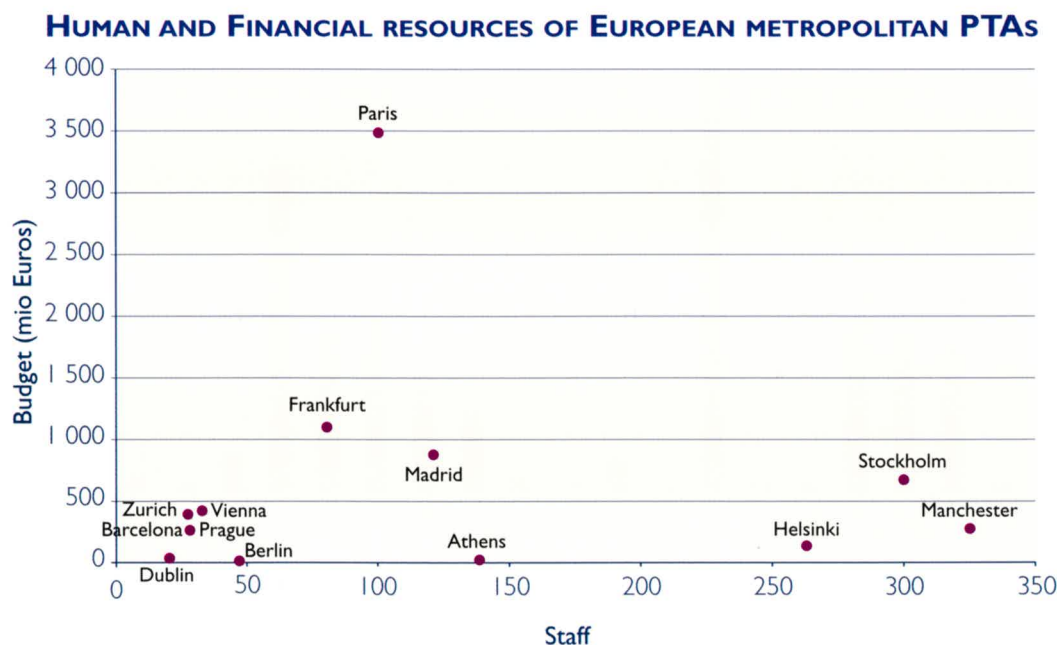 HUMAN AND FINANCIAL RESOURCES OF EUROPEAN METROPOLITAN PTAS
4 000
Paris
3 500
3 000
2 500
2 000
1 500
Frankfurt
1 000
Madrid
Stockholm
500
Zurich Vienna
Manchester
Barcelona Prague
Helsinki
Athens
Berlin
0
Dublin
0 50 100 150 200 250 300 350
Budget (mio Euros)
Staff